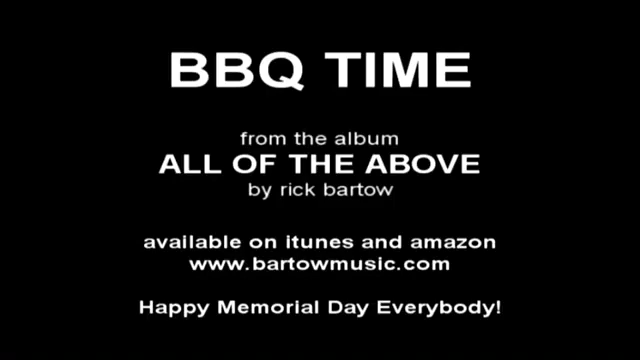 BBQ TIME
from the album
ALL OF THE ABOVE
by rick bartow
available on itunes and amazon
www.bartowmusic.com
Happy Memorial Day Everybody!